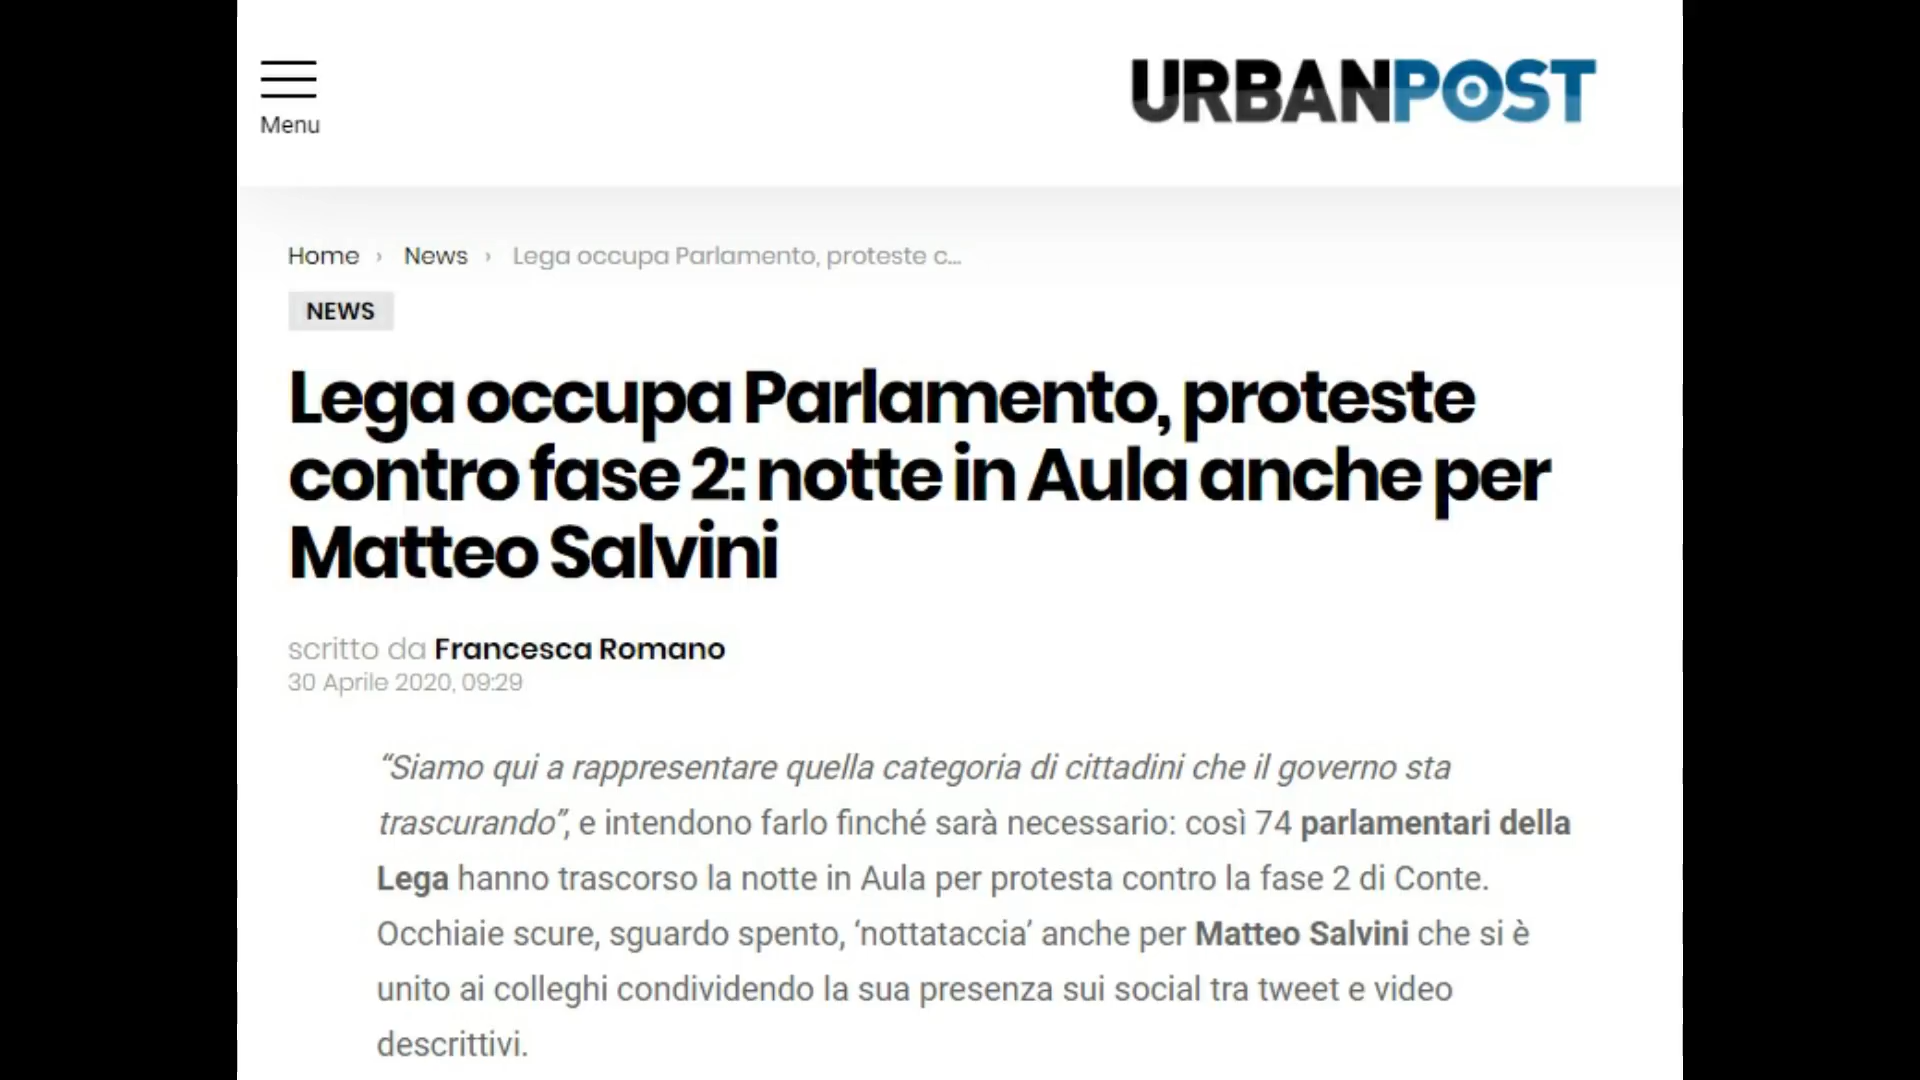 Menu
URBANPOST
Home › News › Lega occupa Parlamento, proteste c...
NEWS
Lega occupa Parlamento, proteste
contro fase 2: notte in Aula anche per
Matteo Salvini
scritto da Francesca Romano
30 Aprile 2020, 09:29
“Siamo qui a rappresentare quella categoria di cittadini che il governo sta
trascurando”, e intendono farlo finché sarà necessario: così 74 parlamentari della
Lega hanno trascorso la notte in Aula per protesta contro la fase 2 di Conte.
Occhiaie scure, sguardo spento, ‘nottataccia’ anche per Matteo Salvini che si è
unito ai colleghi condividendo la sua presenza sui social tra tweet e video
descrittivi.